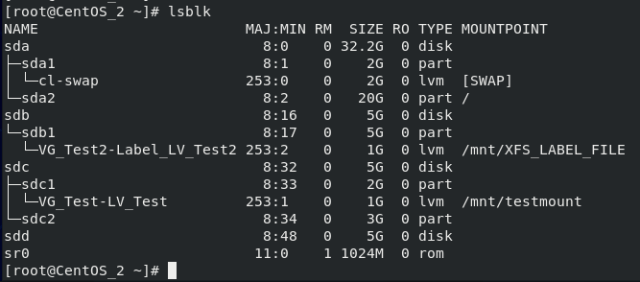 [root@CentOS_2 ~]# lsblk
NAME                         MAJ:MIN RM  SIZE RO TYPE MOUNTPOINT
sda                            8:0    0 32.2G  0 disk
├─sda1                         8:1    0    2G  0 part
│ └─cl-swap                  253:0    0    2G  0 lvm  [SWAP]
└─sda2                         8:2    0   20G  0 part /
sdb                            8:16   0    5G  0 disk
└─sdb1                         8:17   0    5G  0 part
  └─VG_Test2-Label_LV_Test2 253:2    0    1G  0 lvm  /mnt/XFS_LABEL_FILE
sdc                            8:32   0    5G  0 disk
├─sdc1                         8:33   0    2G  0 part
│ └─VG_Test-LV_Test          253:1    0    1G  0 lvm  /mnt/testmount
└─sdc2                         8:34   0    3G  0 part
sdd                            8:48   0    5G  0 disk
sr0                           11:0    1 1024M  0 rom
[root@CentOS_2 ~]#